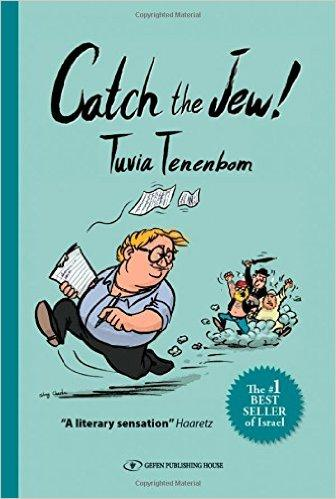 Catch the Jew!
Tuvia Tenenbom
The #1
BEST
SELLER
of Israel
"A literary sensation" Haaretz
GEFEN PUBLISHING HOUSE